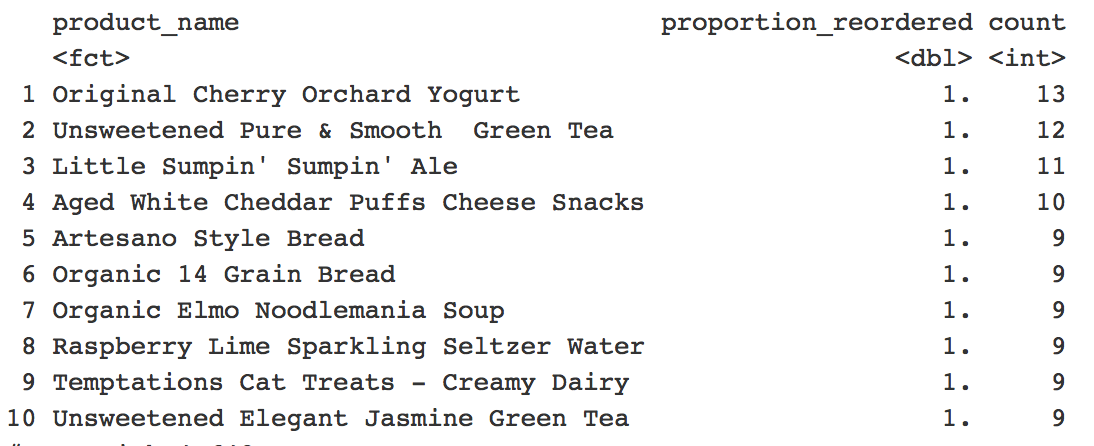 product_name proportion_reordered count
<fct> <dbl> <int>
1 Original Cherry Orchard Yogurt 1. 13
2 Unsweetened Pure & Smooth  Green Tea 1. 12
3 Little Sumpin' Sumpin' Ale 1. 11
4 Aged White Cheddar Puffs Cheese Snacks 1. 10
5 Artesano Style Bread 1. 9
6 Organic 14 Grain Bread 1. 9
7 Organic Elmo Noodlemania Soup 1. 9
8 Raspberry Lime Sparkling Seltzer Water 1. 9
9 Temptations Cat Treats - Creamy Dairy 1. 9
10 Unsweetened Elegant Jasmine Green Tea 1. 9